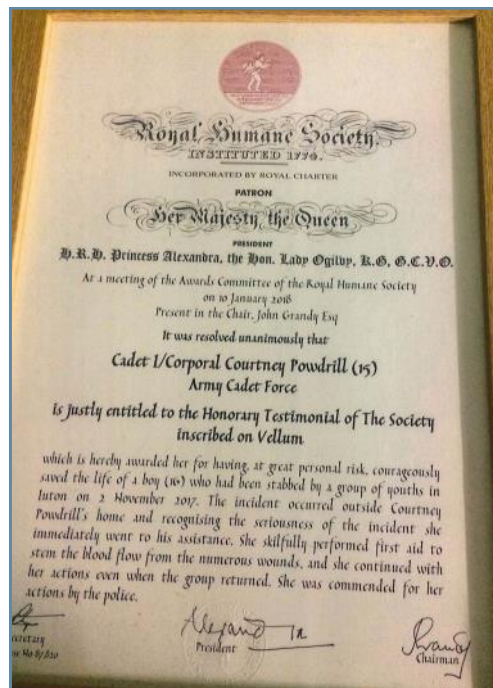 Royal Humane Society.
INSTITUTED 1774.
INCORPORATED BY ROYAL CHARTER
PATRON
Her Majesty the Queen
PRESIDENT
H.R.H. Princess Alexandra, the Hon. Lady Ogilvy, K.G, G.C.V.O.
At a meeting of the Awards Committee of the Royal Humane Society
on 10 January 2018
Present in the Chair, John Grandy Esq
It was resolved unanimously that
Cadet L/Corporal Courtney Powdrill (15)
Army Cadet Force
is justly entitled to the Honorary Testimonial of The Society
inscribed on Vellum
which is hereby awarded her for having, at great personal risk, courageously
saved the life of a boy (16) who had been stabbed by a group of youths in
Luton on 2 November 2017. The incident occurred outside Courtney
Powdrill's home and recognising the seriousness of the incident she
immediately went to his assistance. She skilfully performed first aid to
stem the blood flow from the numerous wounds, and she continued with
her actions even when the group returned. She was commended for her
actions by the police.
President
Chairman